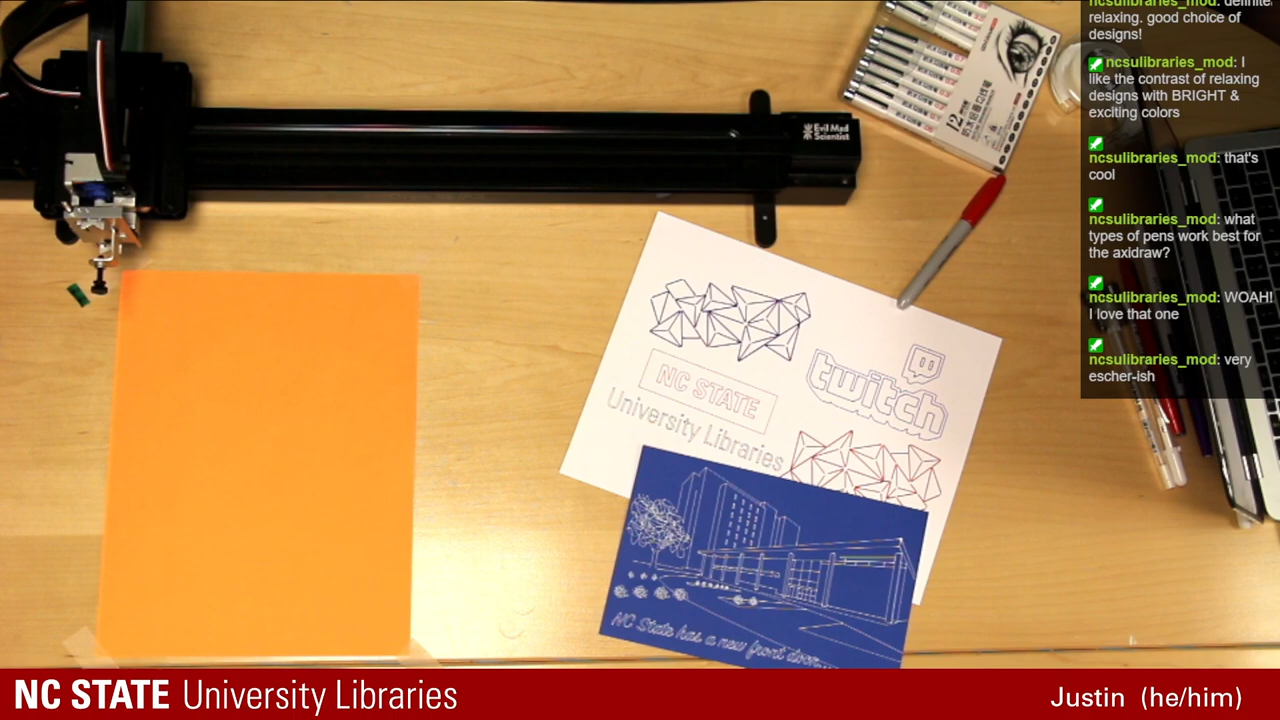 ncsulibraries_mod:
relaxing. good choice of
designs!
ncsulibraries_mod: I
like the contrast of relaxing
designs with BRIGHT &
exciting colors
ncsulibraries_mod: that's
cool
ncsulibraries_mod: what
types of pens work best for
the axidraw?
ncsulibraries_mod: WOAH!
I love that one
ncsulibraries_mod: very
escher-ish
Evil Mad
Scientist
12
twitch
NC STATE
University Libraries
NC State has a new front door...
NC STATE University Libraries
Justin (he/him)